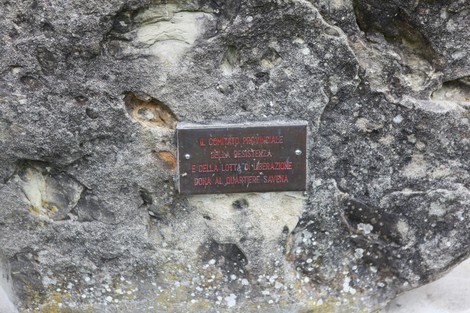 IL COMITATO PROVINCIALE
DELLA RESISTENZA
E DELLA LOTTA DI LIBERAZIONE
DONA AL QUARTIERE SAVENA